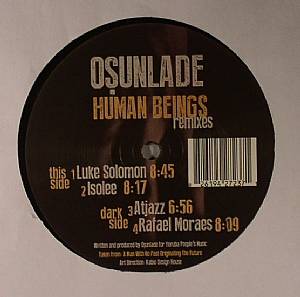 OṢUNLADE
HUMAN BEINGS
remixes
this side
1 Luke Solomon 8:45
2 Isolee 8:17
dark side
3 Atjazz 6:56
4 Rafael Moraes 8:09
Written and produced by Osunlade for Yoruba People's Music
Taken from: A Man With No Past Originating The Future
Art Direction: Rubio Design House